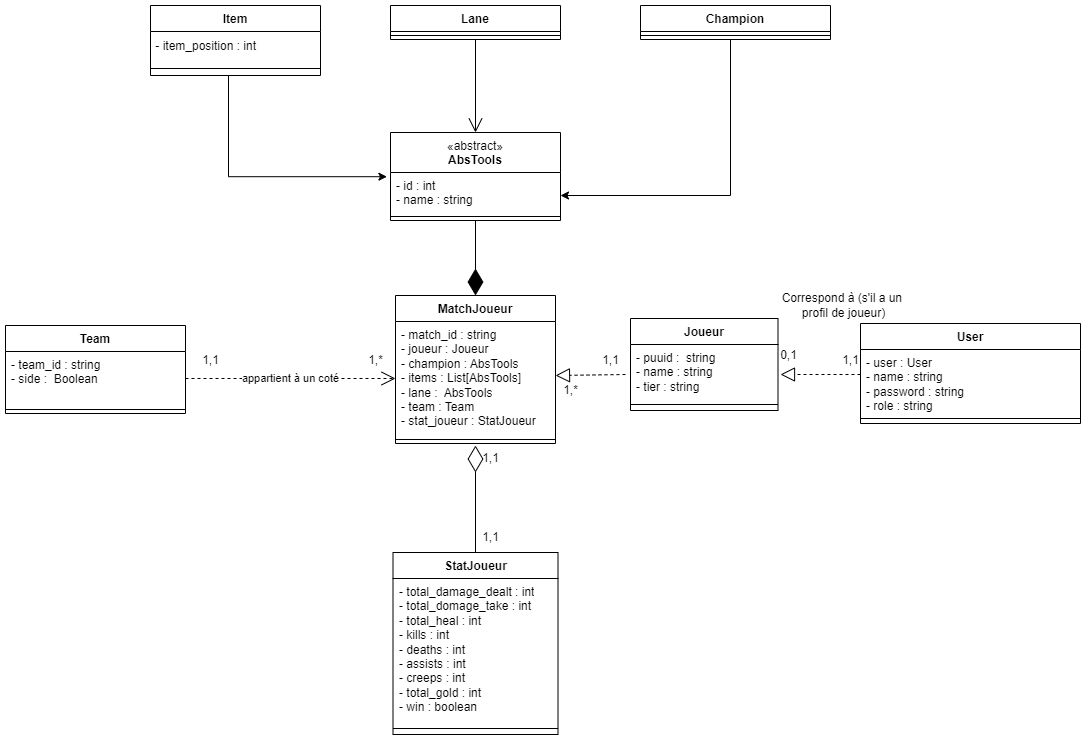 Item
- item_position : int
Lane
Champion
«abstract»
AbsTools
- id : int
- name : string
Team
- team_id : string
- side :  Boolean
1,1
appartient à un coté
1,*
MatchJoueur
- match_id : string
- joueur : Joueur
- champion : AbsTools
- items : List[AbsTools]
- lane :  AbsTools
- team : Team
- stat_joueur : StatJoueur
1,*
1,1
Joueur
- puuid :  string
- name : string
- tier : string
Correspond à (s'il a un
profil de joueur)
0,1
1,1
User
- user : User
- name : string
- password : string
- role : string
1,1
1,1
StatJoueur
- total_damage_dealt : int
- total_domage_take : int
- total_heal : int
- kills : int
- deaths : int
- assists : int
- creeps : int
- total_gold : int
- win : boolean